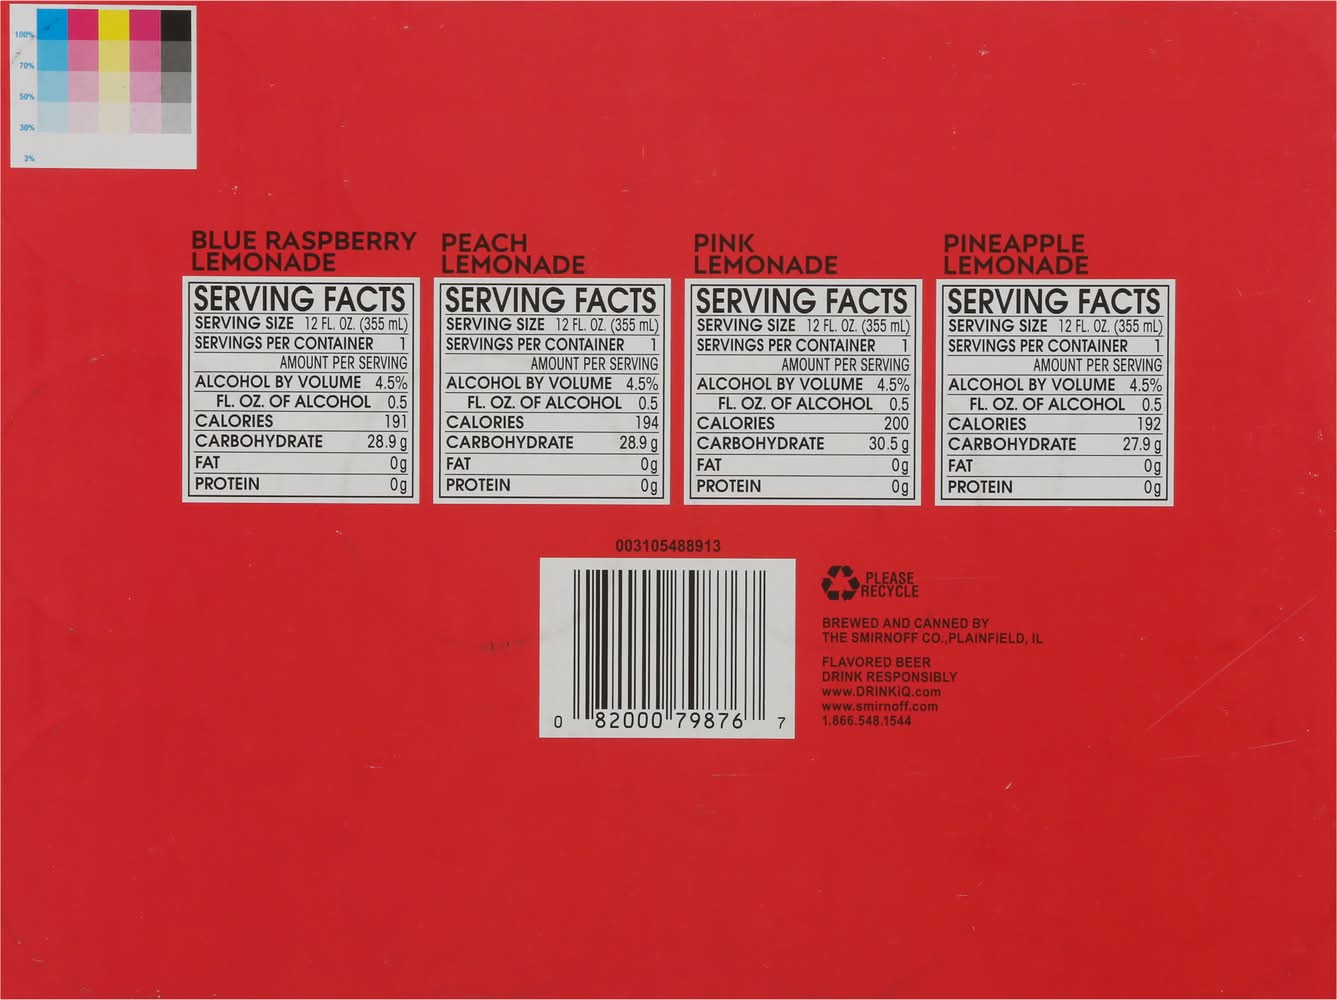 100%
70%
50%
30%
3%
BLUE RASPBERRY
LEMONADE
SERVING FACTS
SERVING SIZE 12 FL. OZ. (355 mL)
SERVINGS PER CONTAINER 1
AMOUNT PER SERVING
ALCOHOL BY VOLUME 4.5%
FL. OZ. OF ALCOHOL 0.5
CALORIES 191
CARBOHYDRATE 28.9 g
FAT 0g
PROTEIN 0g
PEACH
LEMONADE
SERVING FACTS
SERVING SIZE 12 FL. OZ. (355 mL)
SERVINGS PER CONTAINER 1
AMOUNT PER SERVING
ALCOHOL BY VOLUME 4.5%
FL. OZ. OF ALCOHOL 0.5
CALORIES 194
CARBOHYDRATE 28.9 g
FAT 0g
PROTEIN 0g
PINK
LEMONADE
SERVING FACTS
SERVING SIZE 12 FL. OZ. (355 mL)
SERVINGS PER CONTAINER 1
AMOUNT PER SERVING
ALCOHOL BY VOLUME 4.5%
FL. OZ. OF ALCOHOL 0.5
CALORIES 200
CARBOHYDRATE 30.5 g
FAT 0g
PROTEIN 0g
PINEAPPLE
LEMONADE
SERVING FACTS
SERVING SIZE 12 FL. OZ. (355 mL)
SERVINGS PER CONTAINER 1
AMOUNT PER SERVING
ALCOHOL BY VOLUME 4.5%
FL. OZ. OF ALCOHOL 0.5
CALORIES 192
CARBOHYDRATE 27.9 g
FAT 0g
PROTEIN 0g
003105488913
0 82000 79876 7
PLEASE
RECYCLE
BREWED AND CANNED BY
THE SMIRNOFF CO.,PLAINFIELD, IL
FLAVORED BEER
DRINK RESPONSIBLY
www.DRINKiQ.com
www.smirnoff.com
1.866.548.1544